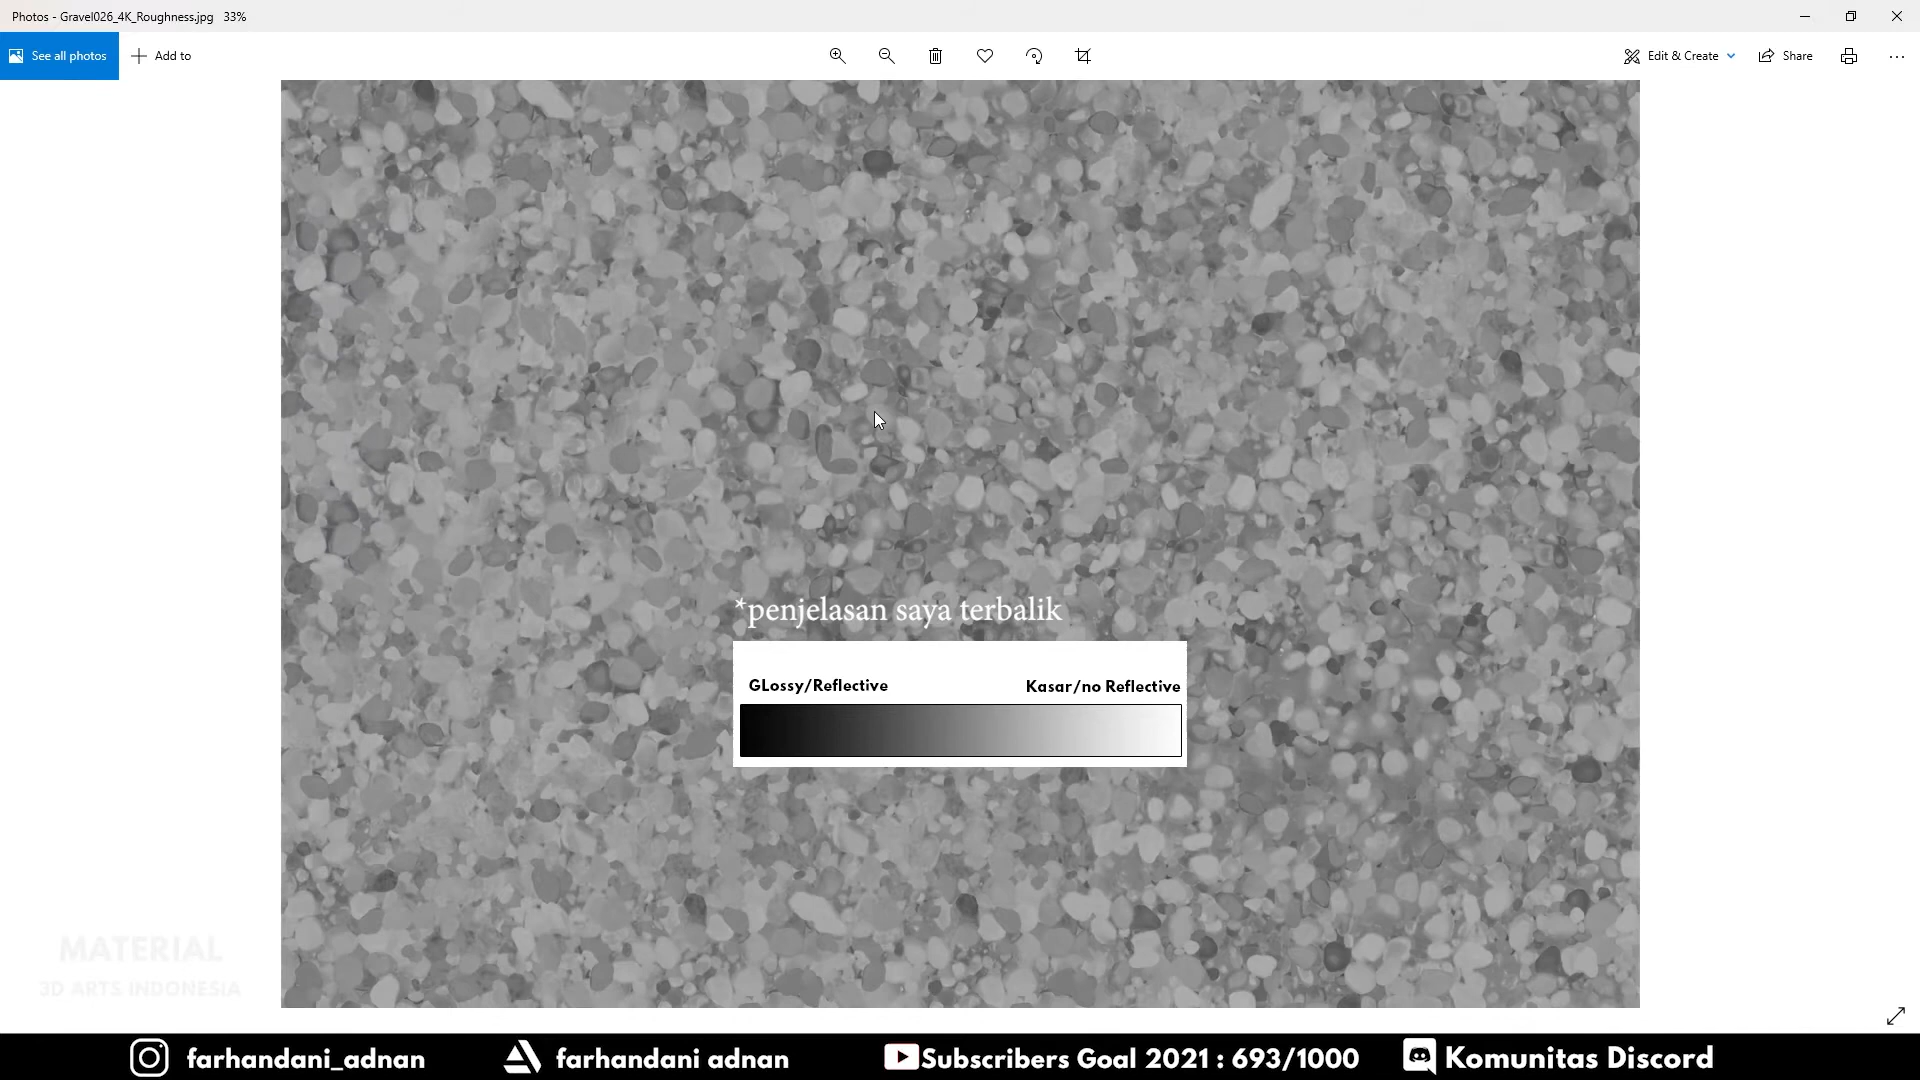 Photos - Gravel026_4K_Roughness.jpg 33%
See all photos
Add to
Edit & Create
Share
*penjelasan saya terbalik
GLossy/Reflective
Kasar/no Reflective
MATERIAL
3D ARTS INDONESIA
farhandani_adnan
farhandani adnan
Subscribers Goal 2021 : 693/1000
Komunitas Discord